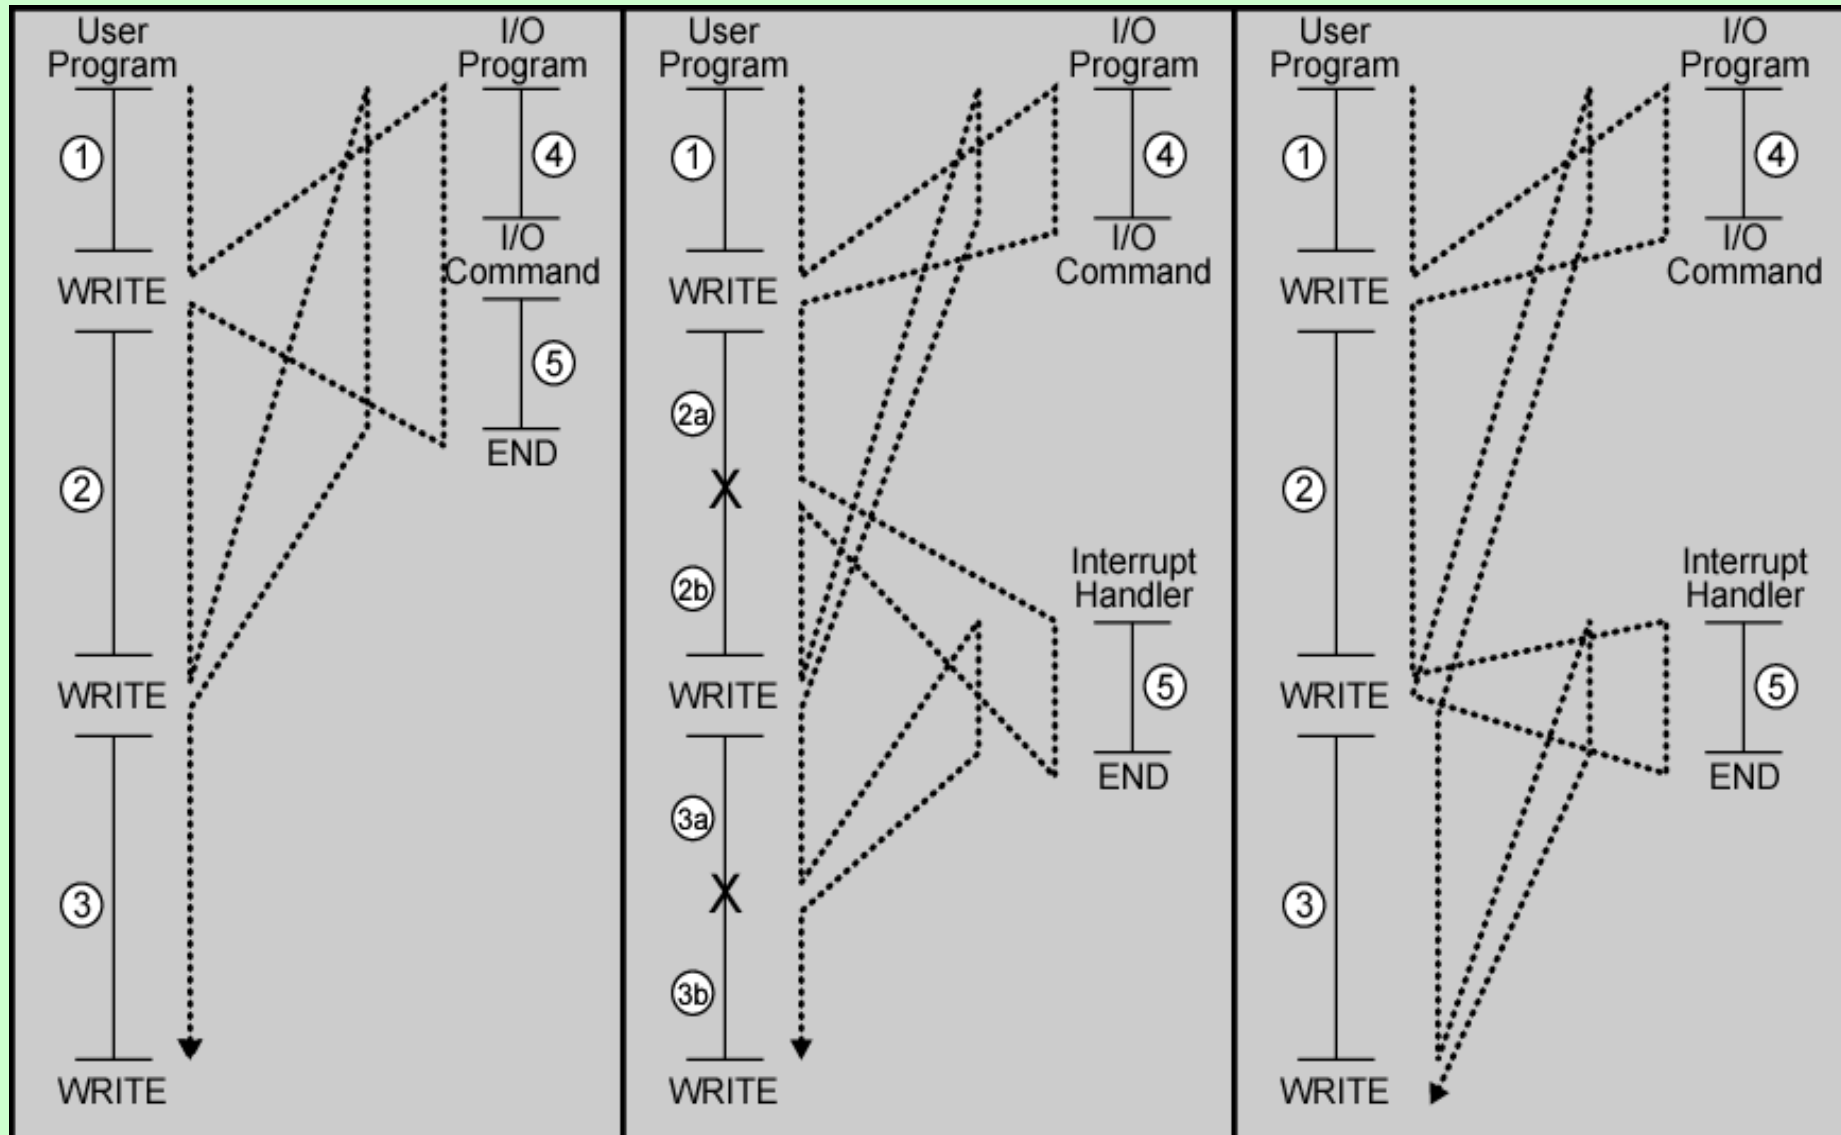 User
Program
I/O
Program
1
4
I/O
Command
WRITE
5
2
END
WRITE
3
WRITE
User
Program
I/O
Program
1
4
I/O
Command
WRITE
2a
X
2b
Interrupt
Handler
WRITE
5
END
3a
X
3b
WRITE
User
Program
I/O
Program
1
4
I/O
Command
WRITE
2
Interrupt
Handler
WRITE
5
END
3
WRITE